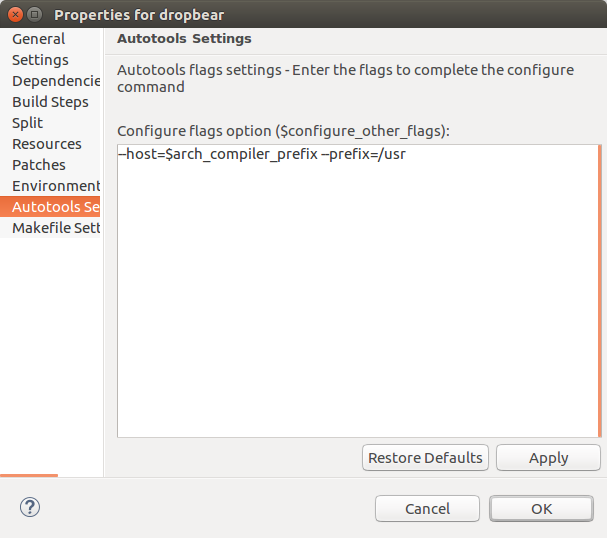 Properties for dropbear
General
Settings
Dependencie
Build Steps
Split
Resources
Patches
Environment
Autotools Se
Makefile Sett
Autotools Settings
Autotools flags settings - Enter the flags to complete the configure
command
Configure flags option ($configure_other_flags):
--host=$arch_compiler_prefix --prefix=/usr
Restore Defaults
Apply
?
Cancel
OK